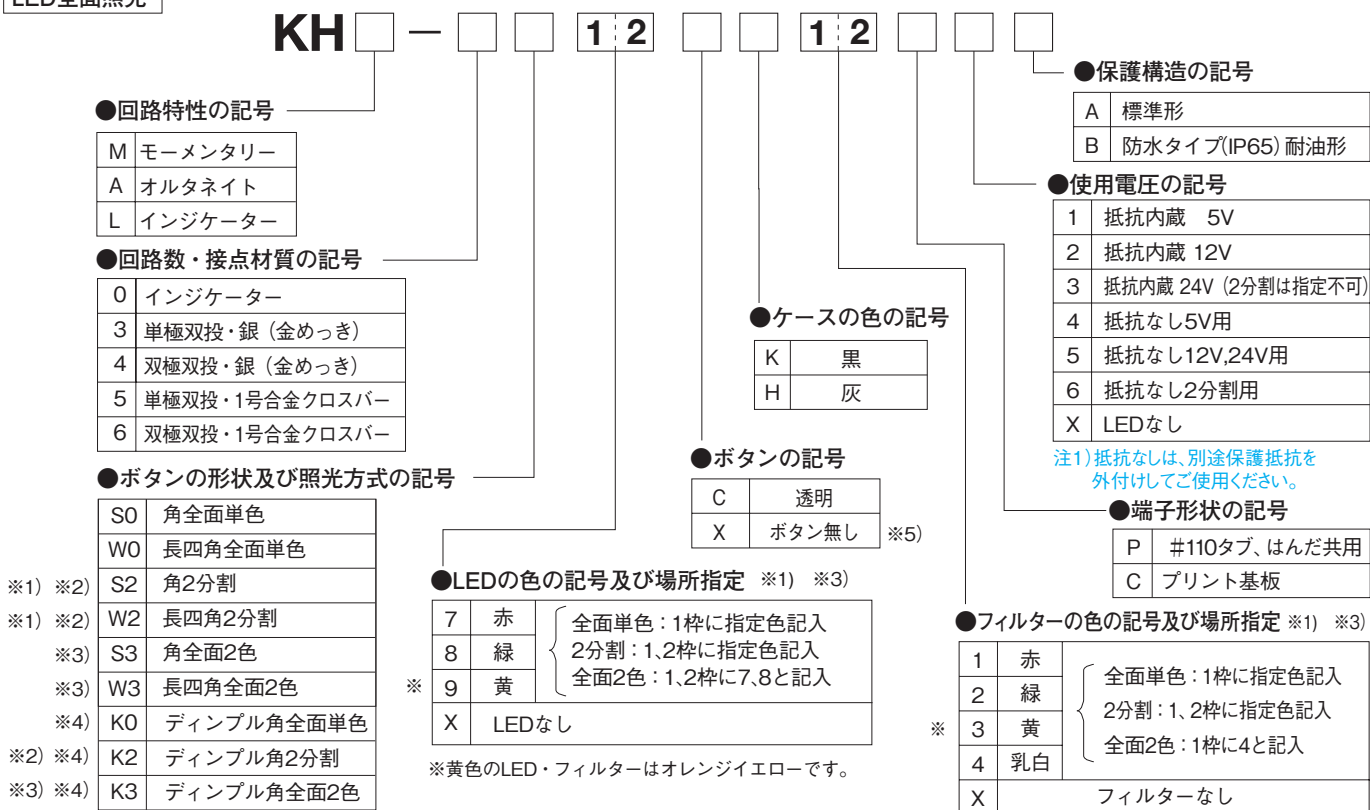 LED全面照光
KH□ － □ □ 1 2 □ □ 1 2 □ □ □
●回路特性の記号
M モーメンタリー
A オルタネイト
L インジケーター
●回路数・接点材質の記号
0 インジケーター
3 単極双投・銀（金めっき）
4 双極双投・銀（金めっき）
5 単極双投・1号合金クロスバー
6 双極双投・1号合金クロスバー
●ボタンの形状及び照光方式の記号
S0 角全面単色
W0 長四角全面単色
※1) ※2) S2 角2分割
※1) ※2) W2 長四角2分割
※3) S3 角全面2色
※3) W3 長四角全面2色
※4) K0 ディンプル角全面単色
※2) ※4) K2 ディンプル角2分割
※3) ※4) K3 ディンプル角全面2色
●LEDの色の記号及び場所指定 ※1) ※3)
7 赤
8 緑
※ 9 黄
全面単色：1枠に指定色記入
2分割：1、2枠に指定色記入
全面2色：1、2枠に7、8と記入
X LEDなし
※黄色のLED・フィルターはオレンジイエローです。
●ボタンの記号
C 透明
X ボタン無し ※5)
●ケースの色の記号
K 黒
H 灰
●フィルターの色の記号及び場所指定 ※1) ※3)
1 赤
2 緑
※ 3 黄
4 乳白
全面単色：1枠に指定色記入
2分割：1、2枠に指定色記入
全面2色：1枠に4と記入
X フィルターなし
●端子形状の記号
P ＃110タブ、はんだ共用
C プリント基板
●使用電圧の記号
1 抵抗内蔵 5V
2 抵抗内蔵 12V
3 抵抗内蔵 24V（2分割は指定不可）
4 抵抗なし5V用
5 抵抗なし12V,24V用
6 抵抗なし2分割用
X LEDなし
注1）抵抗なしは、別途保護抵抗を
外付けしてご使用ください。
●保護構造の記号
A 標準形
B 防水タイプ(IP65) 耐油形